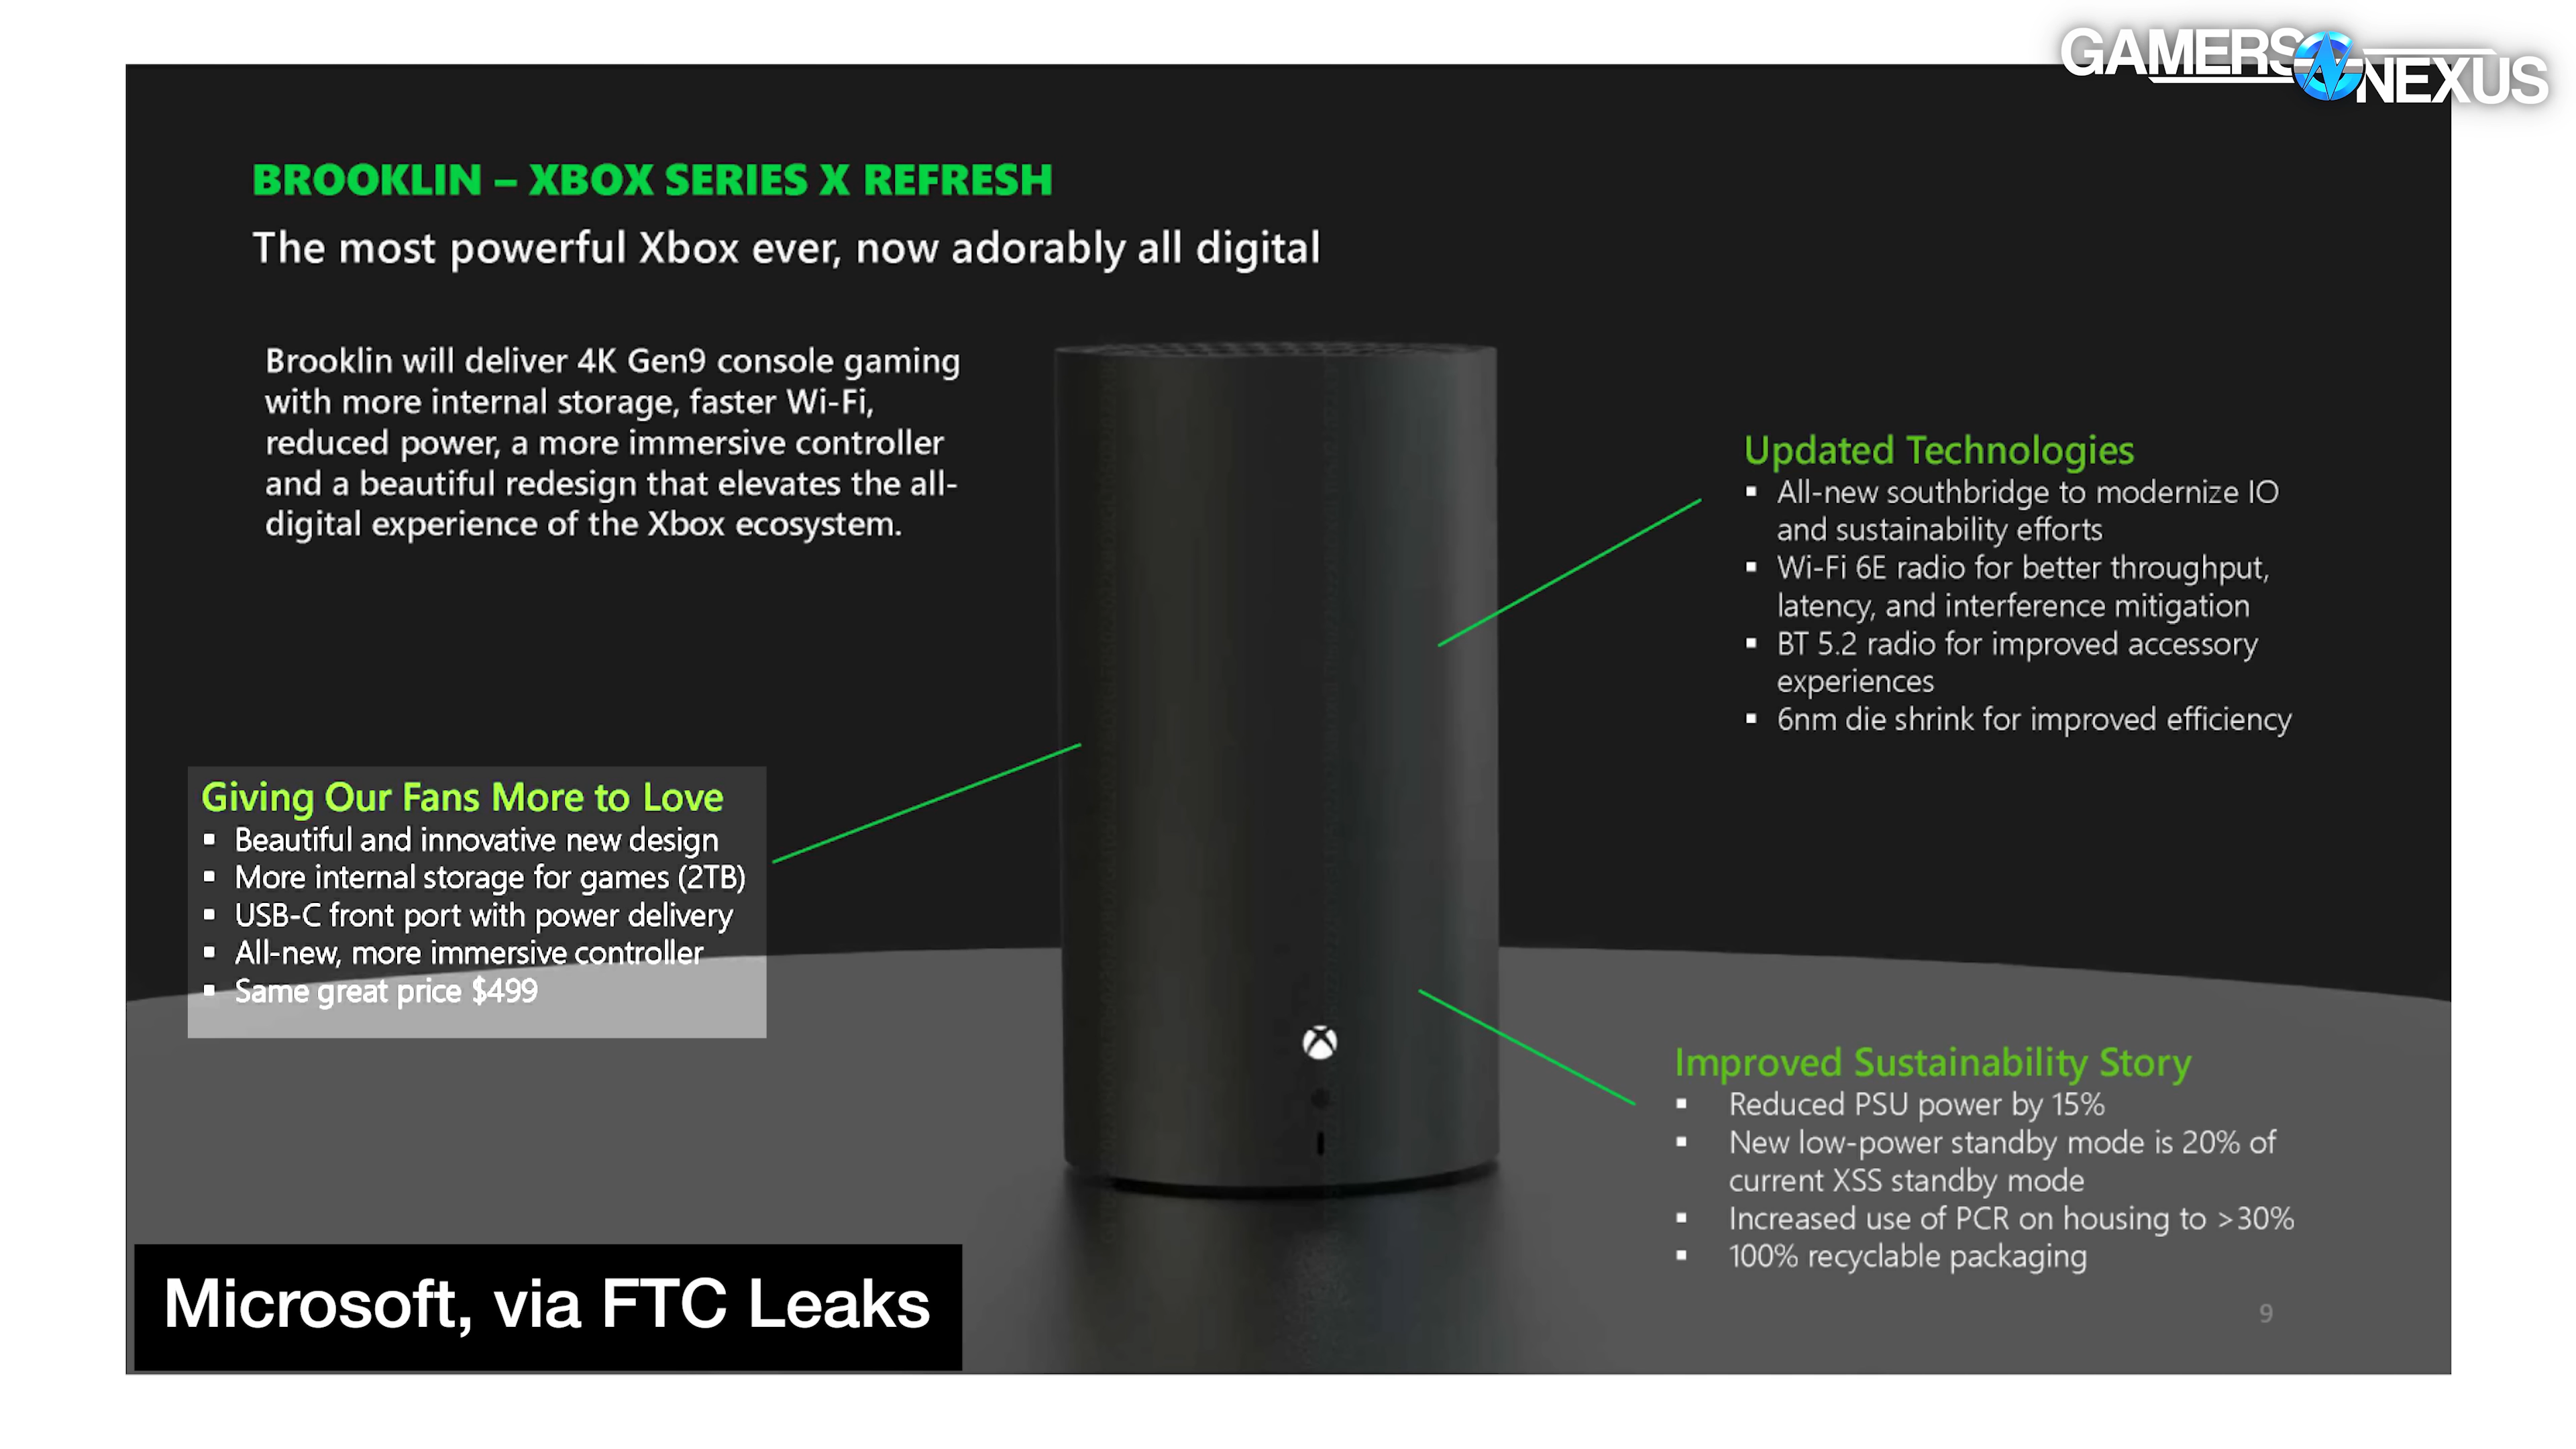 GAMERS NEXUS
BROOKLIN – XBOX SERIES X REFRESH
The most powerful Xbox ever, now adorably all digital
Brooklin will deliver 4K Gen9 console gaming
with more internal storage, faster Wi-Fi,
reduced power, a more immersive controller
and a beautiful redesign that elevates the all-
digital experience of the Xbox ecosystem.
Updated Technologies
▪ All-new southbridge to modernize IO
and sustainability efforts
▪ Wi-Fi 6E radio for better throughput,
latency, and interference mitigation
▪ BT 5.2 radio for improved accessory
experiences
▪ 6nm die shrink for improved efficiency
Giving Our Fans More to Love
▪ Beautiful and innovative new design
▪ More internal storage for games (2TB)
▪ USB-C front port with power delivery
▪ All-new, more immersive controller
▪ Same great price $499
Improved Sustainability Story
▪ Reduced PSU power by 15%
▪ New low-power standby mode is 20% of
current XSS standby mode
▪ Increased use of PCR on housing to >30%
▪ 100% recyclable packaging
Microsoft, via FTC Leaks
9